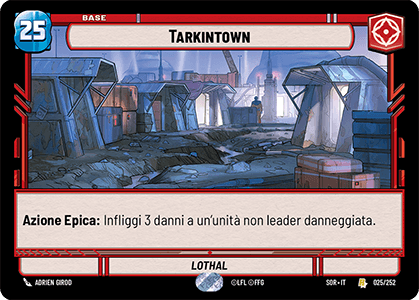 25
BASE
TARKINTOWN
Azione Epica: Infliggi 3 danni a un'unità non leader danneggiata.
LOTHAL
ADRIEN GIROD
©LFL ©FFG
SOR • IT
025/252